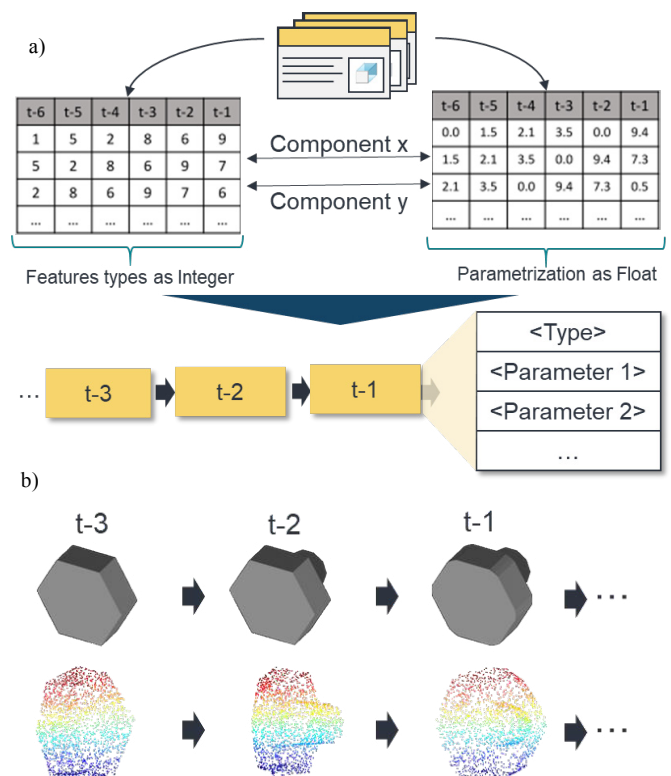 a)
t-6 t-5 t-4 t-3 t-2 t-1
1 5 2 8 6 9
5 2 8 6 9 7
2 8 6 9 7 6
... ... ... ... ... ...
Component x
Component y
t-6 t-5 t-4 t-3 t-2 t-1
0.0 1.5 2.1 3.5 0.0 9.4
1.5 2.1 3.5 0.0 9.4 7.3
2.1 3.5 0.0 9.4 7.3 0.5
... ... ... ... ... ...
Features types as Integer
Parametrization as Float
... t-3 t-2 t-1
<Type>
<Parameter 1>
<Parameter 2>
...
b)
t-3 t-2 t-1
...
...